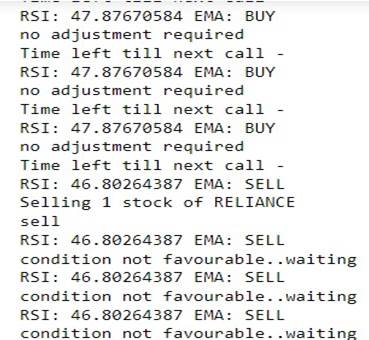 RSI: 47.87670584 EMA: BUY
no adjustment required
Time left till next call -
RSI: 47.87670584 EMA: BUY
no adjustment required
Time left till next call -
RSI: 47.87670584 EMA: BUY
no adjustment required
Time left till next call -
RSI: 46.80264387 EMA: SELL
Selling 1 stock of RELIANCE
sell
RSI: 46.80264387 EMA: SELL
condition not favourable..waiting
RSI: 46.80264387 EMA: SELL
condition not favourable..waiting
RSI: 46.80264387 EMA: SELL
condition not favourable..waiting